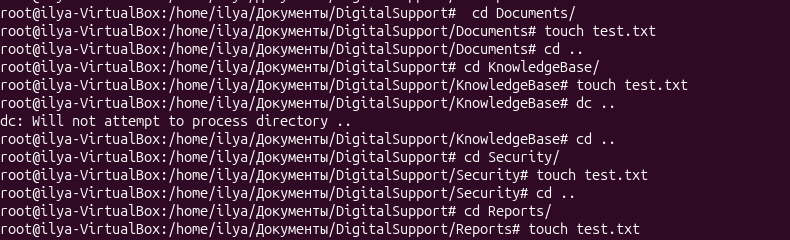 root@ilya-VirtualBox:/home/ilya/Документы/DigitalSupport#  cd Documents/
root@ilya-VirtualBox:/home/ilya/Документы/DigitalSupport/Documents# touch test.txt
root@ilya-VirtualBox:/home/ilya/Документы/DigitalSupport/Documents# cd ..
root@ilya-VirtualBox:/home/ilya/Документы/DigitalSupport# cd KnowledgeBase/
root@ilya-VirtualBox:/home/ilya/Документы/DigitalSupport/KnowledgeBase# touch test.txt
root@ilya-VirtualBox:/home/ilya/Документы/DigitalSupport/KnowledgeBase# dc ..
dc: Will not attempt to process directory ..
root@ilya-VirtualBox:/home/ilya/Документы/DigitalSupport/KnowledgeBase# cd ..
root@ilya-VirtualBox:/home/ilya/Документы/DigitalSupport# cd Security/
root@ilya-VirtualBox:/home/ilya/Документы/DigitalSupport/Security# touch test.txt
root@ilya-VirtualBox:/home/ilya/Документы/DigitalSupport/Security# cd ..
root@ilya-VirtualBox:/home/ilya/Документы/DigitalSupport# cd Reports/
root@ilya-VirtualBox:/home/ilya/Документы/DigitalSupport/Reports# touch test.txt